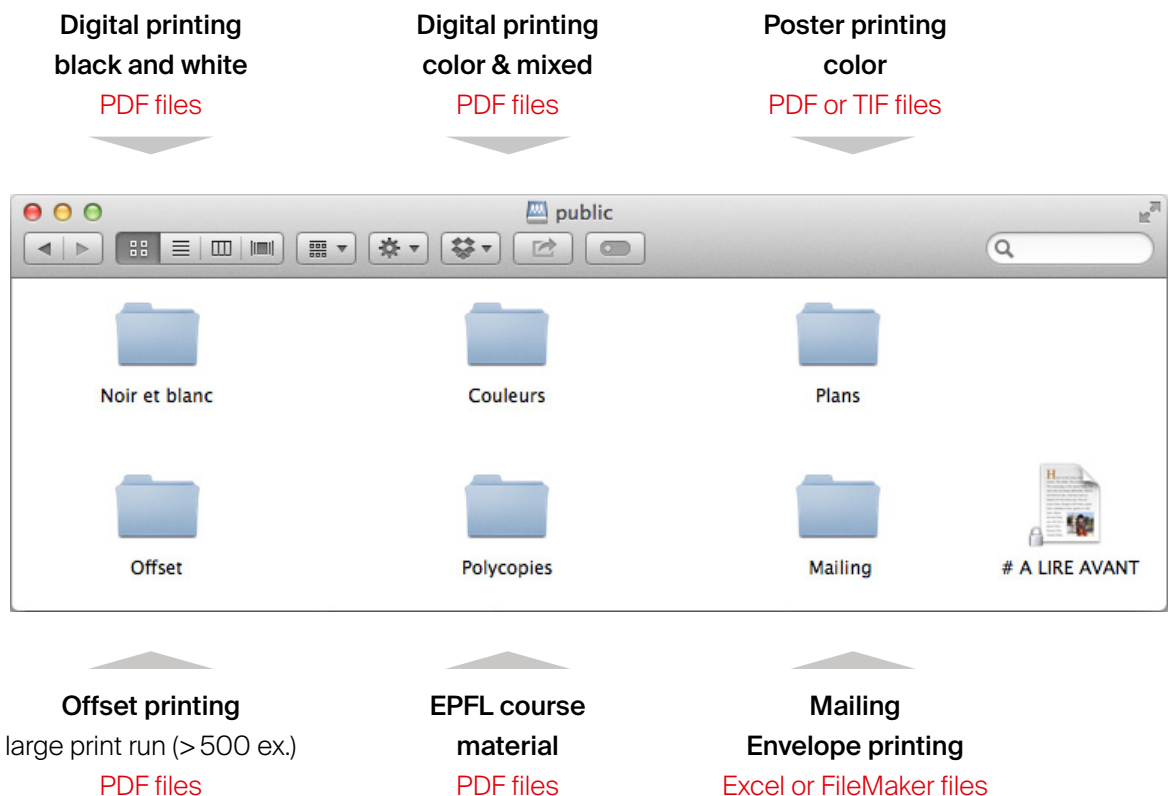 Digital printing
black and white
PDF files
Digital printing
color & mixed
PDF files
Poster printing
color
PDF or TIF files
public
Noir et blanc
Couleurs
Plans
Offset
Polycopies
Mailing
# A LIRE AVANT
Offset printing
large print run (> 500 ex.)
PDF files
EPFL course
material
PDF files
Mailing
Envelope printing
Excel or FileMaker files